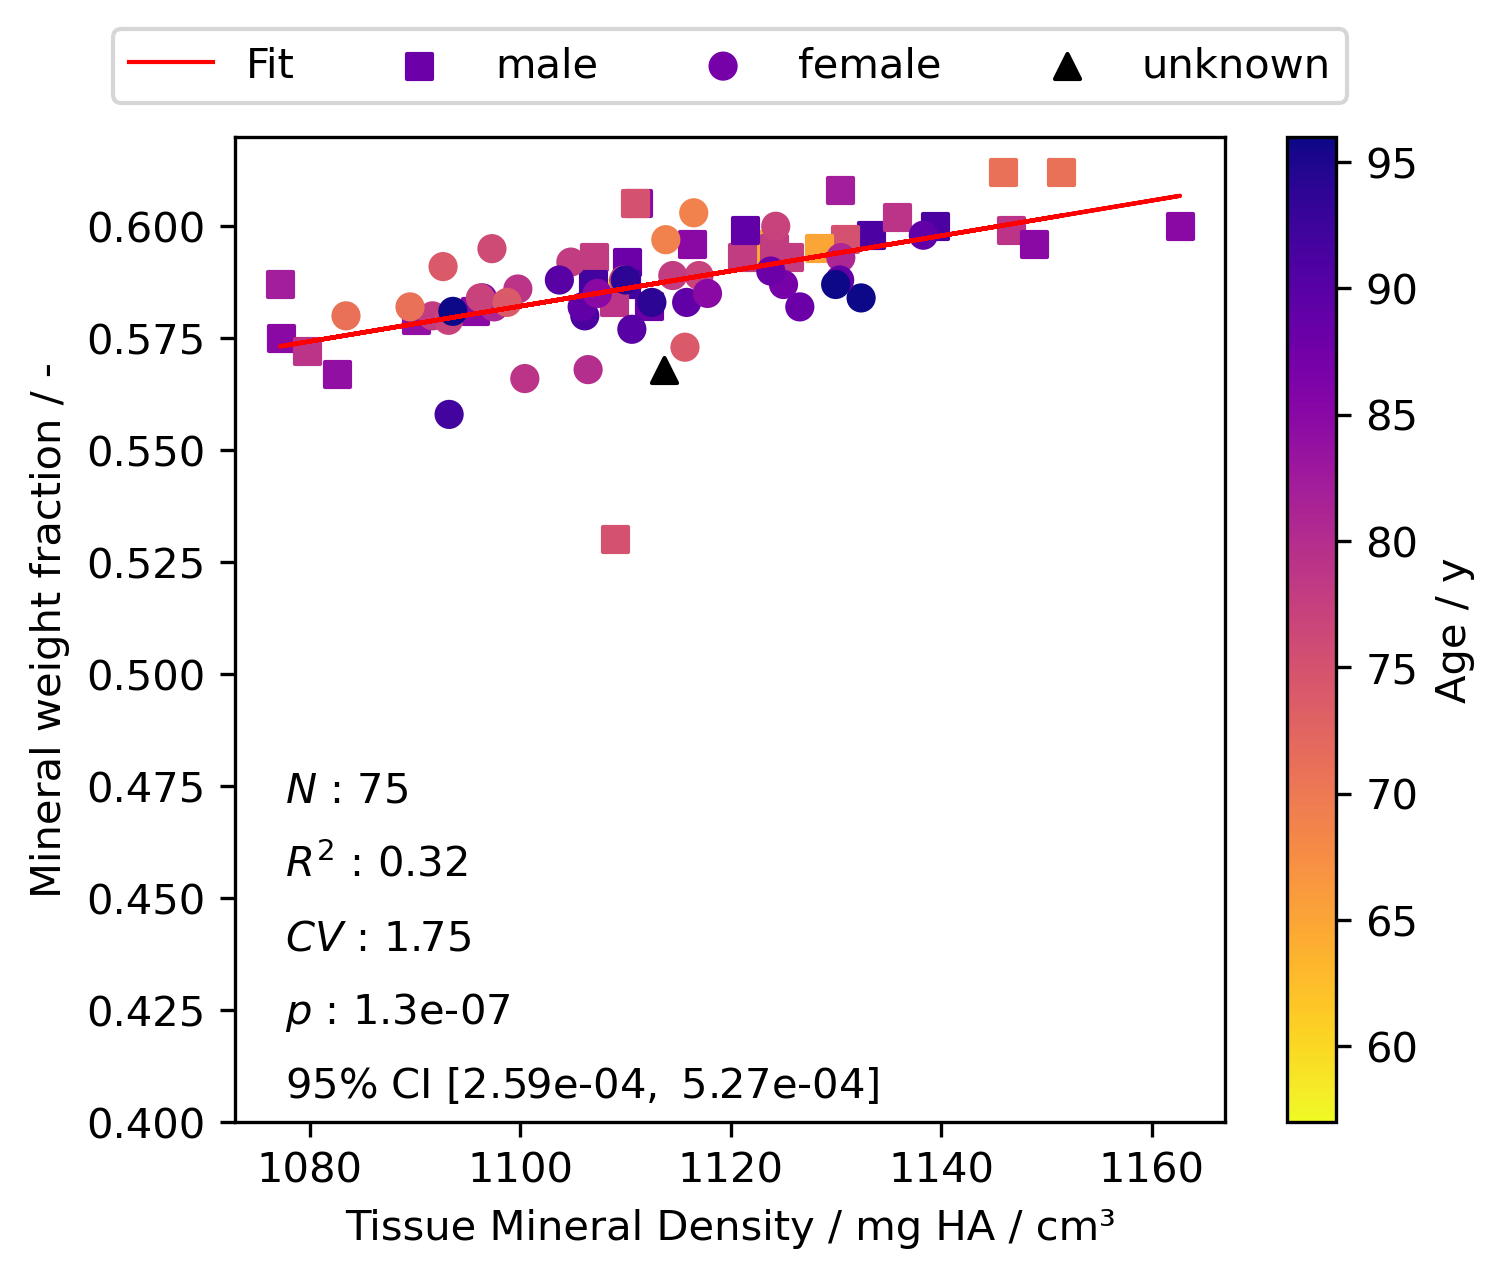 Fit male female unknown
0.600
0.575
0.550
0.525
0.500
0.475
0.450
0.425
0.400
Mineral weight fraction / -
N : 75
R² : 0.32
CV : 1.75
p : 1.3e-07
95% CI [2.59e-04, 5.27e-04]
1080 1100 1120 1140 1160
Tissue Mineral Density / mg HA / cm³
95
90
85
80
75
70
65
60
Age / y